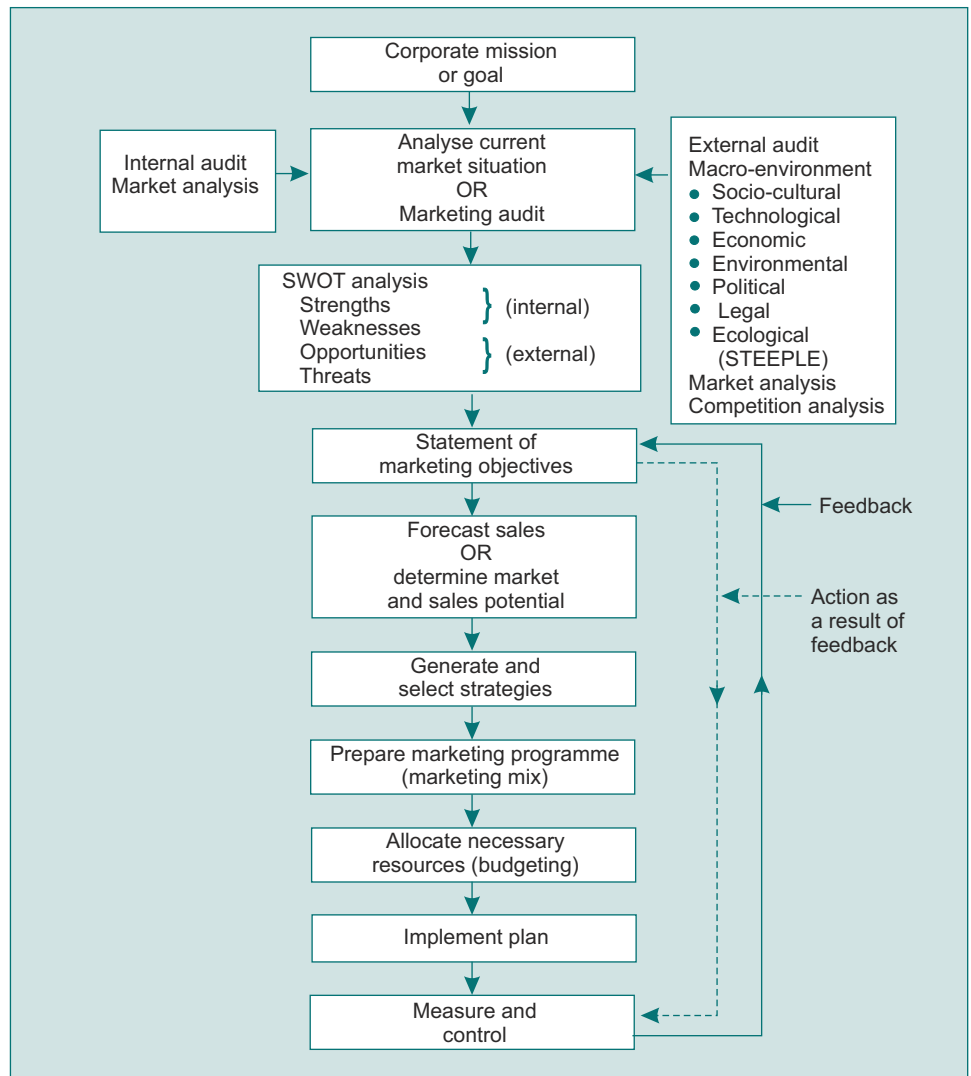 Corporate mission
or goal
Internal audit
Market analysis
Analyse current
market situation
OR
Marketing audit
External audit
Macro-environment
• Socio-cultural
• Technological
• Economic
• Environmental
• Political
• Legal
• Ecological
(STEEPLE)
Market analysis
Competition analysis
SWOT analysis
Strengths
Weaknesses
} (internal)
Opportunities
Threats
} (external)
Statement of
marketing objectives
Feedback
Forecast sales
OR
determine market
and sales potential
Action as
a result of
feedback
Generate and
select strategies
Prepare marketing programme
(marketing mix)
Allocate necessary
resources (budgeting)
Implement plan
Measure and
control